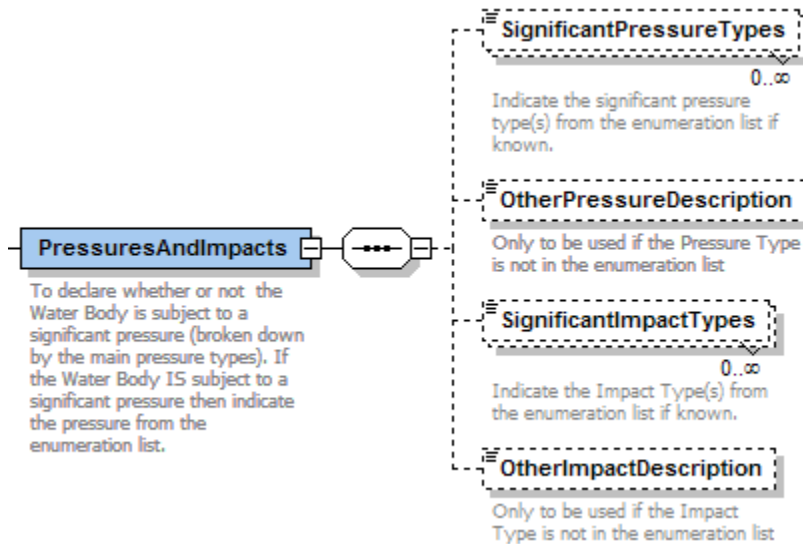 SignificantPressureTypes
0..∞
Indicate the significant pressure
type(s) from the enumeration list if
known.
OtherPressureDescription
Only to be used if the Pressure Type
is not in the enumeration list
PressuresAndImpacts
To declare whether or not the
Water Body is subject to a
significant pressure (broken down
by the main pressure types). If
the Water Body IS subject to a
significant pressure then indicate
the pressure from the
enumeration list.
SignificantImpactTypes
0..∞
Indicate the Impact Type(s) from
the enumeration list if known.
OtherImpactDescription
Only to be used if the Impact
Type is not in the enumeration list